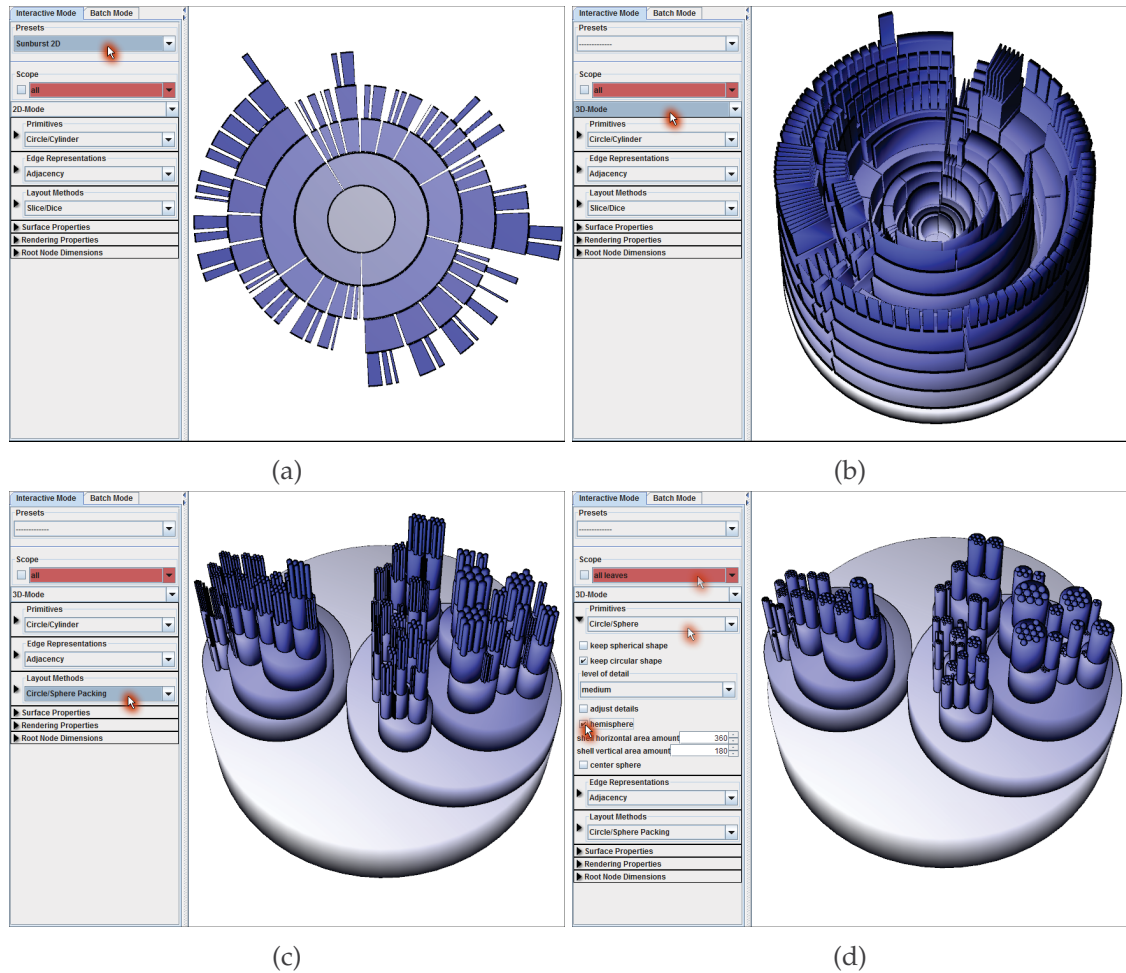 Interactive Mode Batch Mode
Presets
Sunburst 2D
Scope
all
2D-Mode
Primitives
Circle/Cylinder
Edge Representations
Adjacency
Layout Methods
Slice/Dice
Surface Properties
Rendering Properties
Root Node Dimensions
(a)
Interactive Mode Batch Mode
Presets
-------------
Scope
all
3D-Mode
Primitives
Circle/Cylinder
Edge Representations
Adjacency
Layout Methods
Slice/Dice
Surface Properties
Rendering Properties
Root Node Dimensions
(b)
Interactive Mode Batch Mode
Presets
-------------
Scope
all
3D-Mode
Primitives
Circle/Cylinder
Edge Representations
Adjacency
Layout Methods
Circle/Sphere Packing
Surface Properties
Rendering Properties
Root Node Dimensions
(c)
Interactive Mode Batch Mode
Presets
-------------
Scope
all leaves
3D-Mode
Primitives
Circle/Sphere
keep spherical shape
keep circular shape
level of detail
medium
adjust details
hemisphere
shell horizontal area amount 360
shell vertical area amount 180
center sphere
Edge Representations
Adjacency
Layout Methods
Circle/Sphere Packing
Surface Properties
Rendering Properties
Root Node Dimensions
(d)